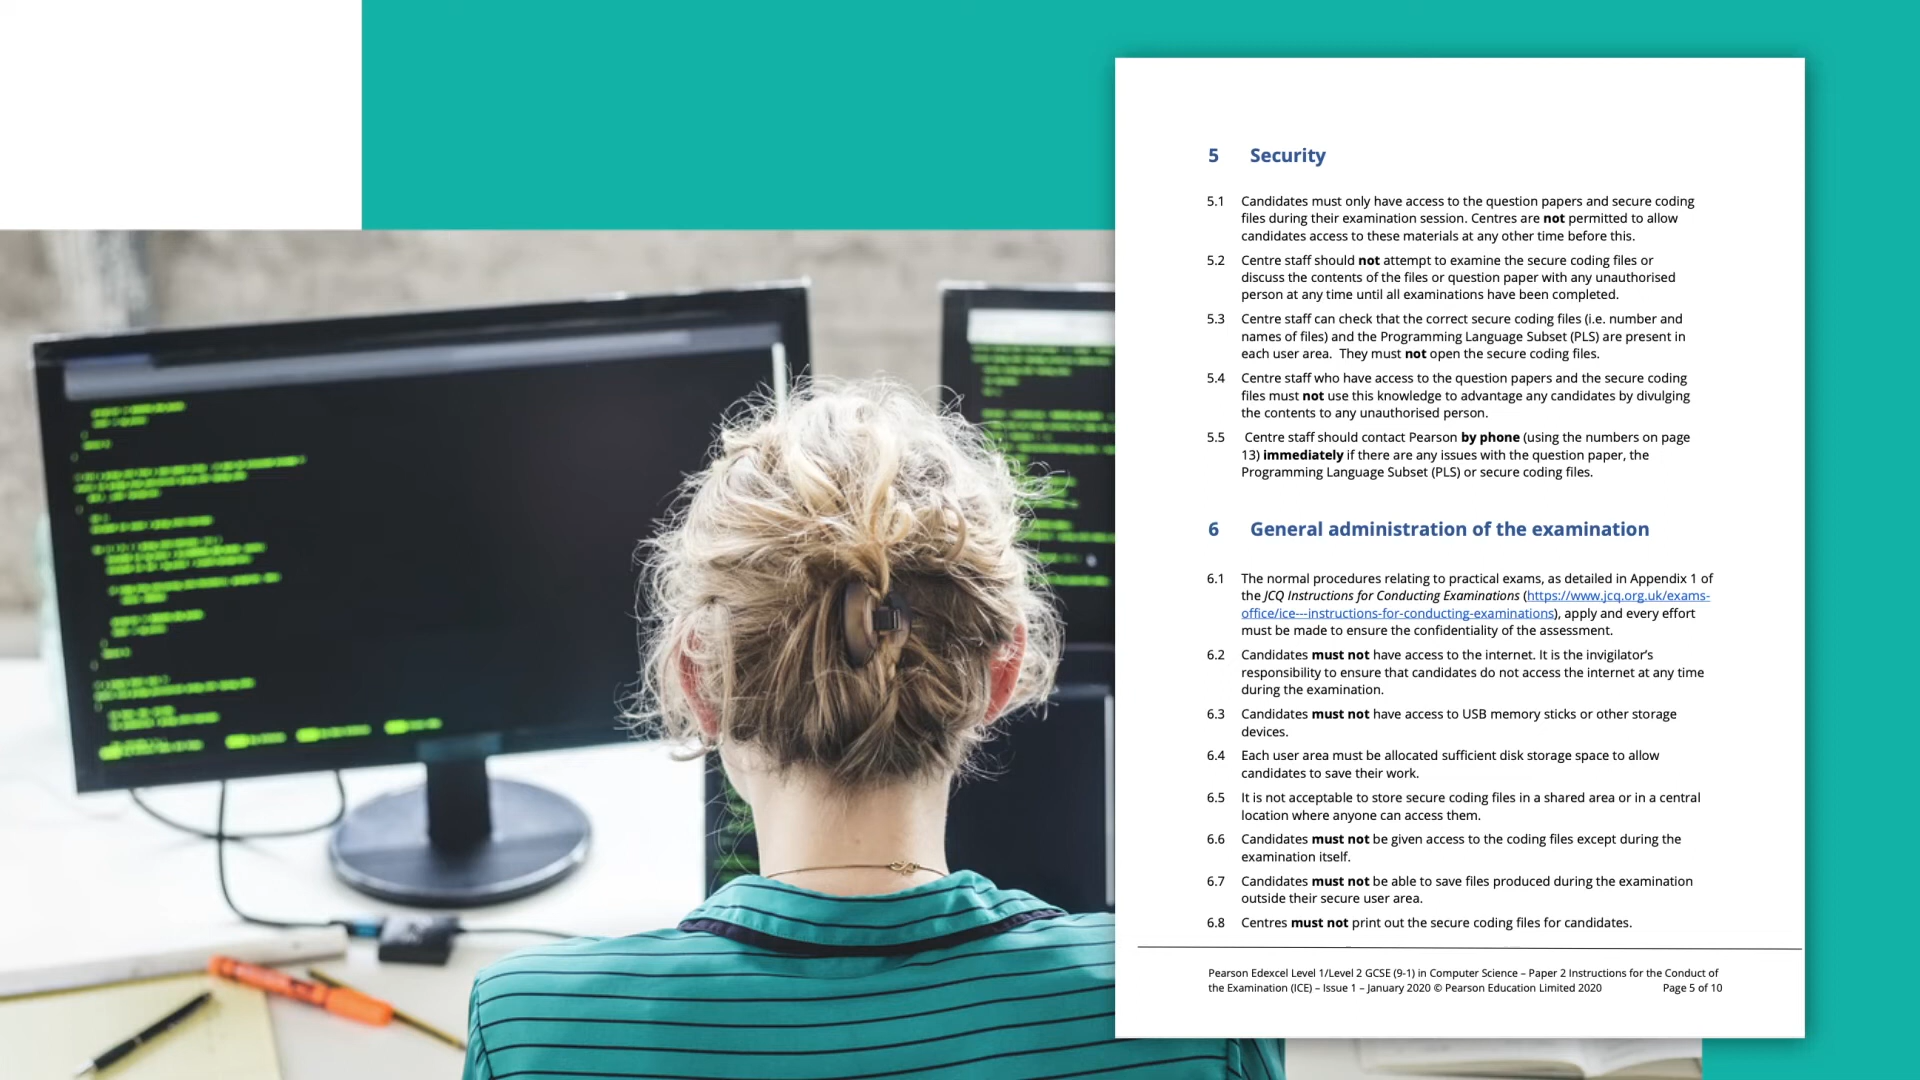 5 Security
5.1 Candidates must only have access to the question papers and secure coding
files during their examination session. Centres are not permitted to allow
candidates access to these materials at any other time before this.
5.2 Centre staff should not attempt to examine the secure coding files or
discuss the contents of the files or question paper with any unauthorised
person at any time until all examinations have been completed.
5.3 Centre staff can check that the correct secure coding files (i.e. number and
names of files) and the Programming Language Subset (PLS) are present in
each user area. They must not open the secure coding files.
5.4 Centre staff who have access to the question papers and the secure coding
files must not use this knowledge to advantage any candidates by divulging
the contents to any unauthorised person.
5.5 Centre staff should contact Pearson by phone (using the numbers on page
13) immediately if there are any issues with the question paper, the
Programming Language Subset (PLS) or secure coding files.
6 General administration of the examination
6.1 The normal procedures relating to practical exams, as detailed in Appendix 1 of
the JCQ Instructions for Conducting Examinations (https://www.jcq.org.uk/exams-
office/ice---instructions-for-conducting-examinations), apply and every effort
must be made to ensure the confidentiality of the assessment.
6.2 Candidates must not have access to the internet. It is the invigilator's
responsibility to ensure that candidates do not access the internet at any time
during the examination.
6.3 Candidates must not have access to USB memory sticks or other storage
devices.
6.4 Each user area must be allocated sufficient disk storage space to allow
candidates to save their work.
6.5 It is not acceptable to store secure coding files in a shared area or in a central
location where anyone can access them.
6.6 Candidates must not be given access to the coding files except during the
examination itself.
6.7 Candidates must not be able to save files produced during the examination
outside their secure user area.
6.8 Centres must not print out the secure coding files for candidates.
Pearson Edexcel Level 1/Level 2 GCSE (9-1) in Computer Science – Paper 2 Instructions for the Conduct of
the Examination (ICE) – Issue 1 – January 2020 © Pearson Education Limited 2020 Page 5 of 10